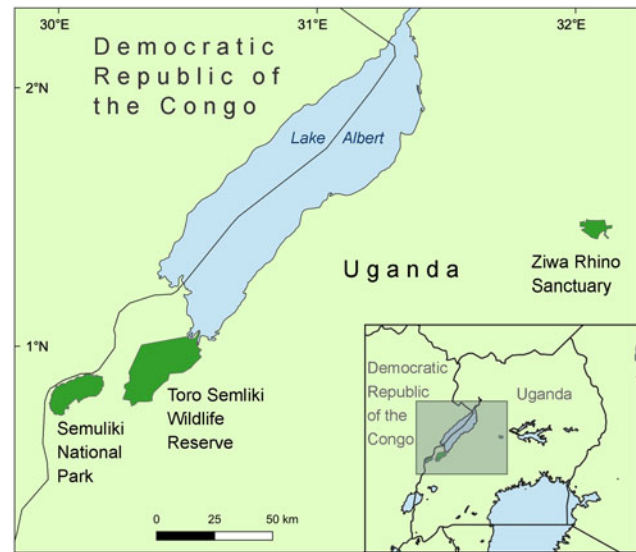 30°E
31°E
32°E
Democratic
Republic of
the Congo
2°N
Lake Albert
Uganda
Ziwa Rhino
Sanctuary
1°N
Toro Semliki
Wildlife
Reserve
Semuliki
National
Park
0 25 50 km
Democratic
Republic
of the
Congo
Uganda